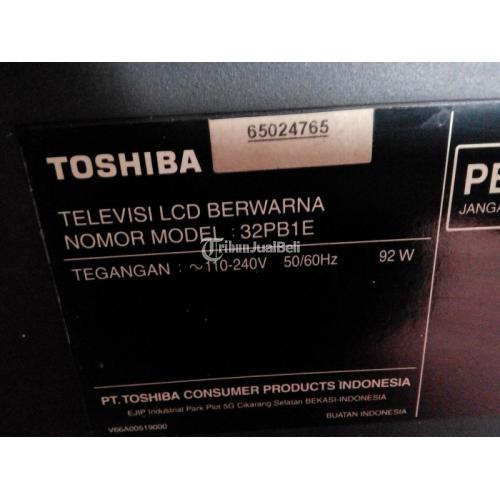 65024765
TOSHIBA
TELEVISI LCD BERWARNA
NOMOR MODEL : 32PB1E
TribunJualBeli
TEGANGAN : ~110-240V 50/60Hz 92 W
PT.TOSHIBA CONSUMER PRODUCTS INDONESIA
EJIP Industrial Park Plot 5G Cikarang Selatan BEKASI-INDONESIA
V66A00519000 BUATAN INDONESIA
PE
JANGA